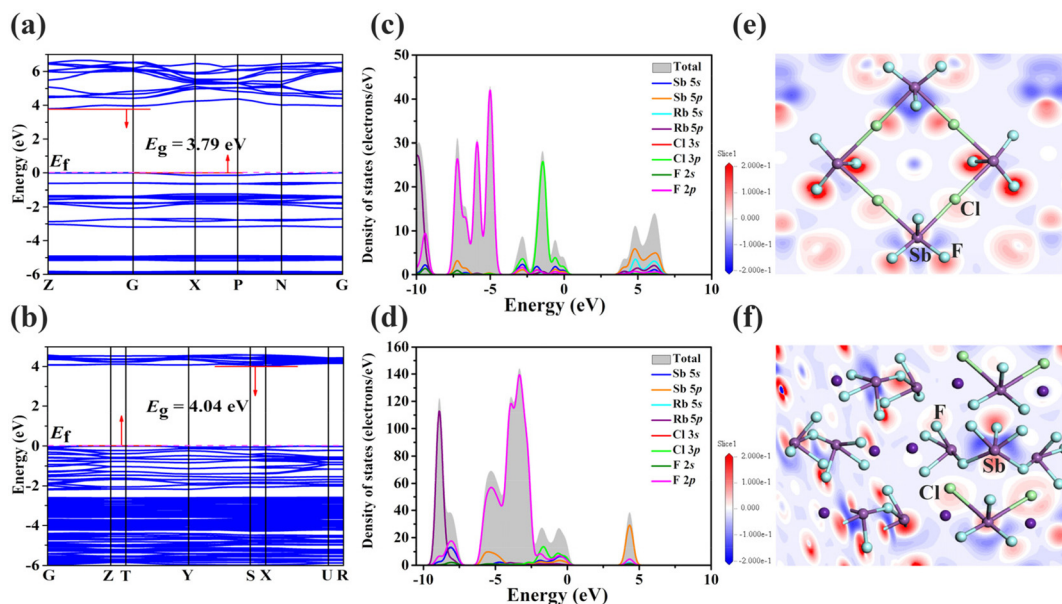 (a)
Energy (eV)
6
4
2
0
-2
-4
-6
Ef
Eg = 3.79 eV
Z G X P N G
(c)
Density of states (electrons/eV)
50
40
30
20
10
0
Total
Sb 5s
Sb 5p
Rb 5s
Rb 5p
Cl 3s
Cl 3p
F 2s
F 2p
-10 -5 0 5 10
Energy (eV)
(e)
Slice 1
2.000e-1
1.000e-1
0.000
-1.000e-1
-2.000e-1
Cl
Sb
F
(b)
Energy (eV)
4
2
0
-2
-4
-6
Ef
Eg = 4.04 eV
G Z T Y S X U R
(d)
Density of states (electrons/eV)
160
140
120
100
80
60
40
20
0
Total
Sb 5s
Sb 5p
Rb 5s
Rb 5p
Cl 3s
Cl 3p
F 2s
F 2p
-10 -5 0 5 10
Energy (eV)
(f)
Slice 1
2.000e-1
1.000e-1
0.000
-1.000e-1
-2.000e-1
F
Sb
Cl